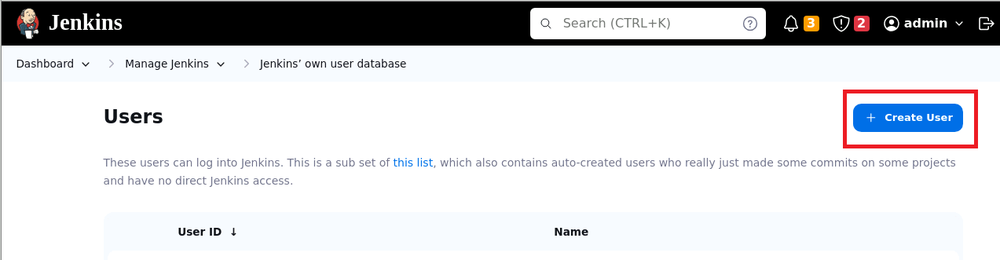 Jenkins
Search (CTRL+K)
3
2
admin
Dashboard
Manage Jenkins
Jenkins’ own user database
Users
+ Create User
These users can log into Jenkins. This is a sub set of this list, which also contains auto-created users who really just made some commits on some projects
and have no direct Jenkins access.
User ID ↓
Name